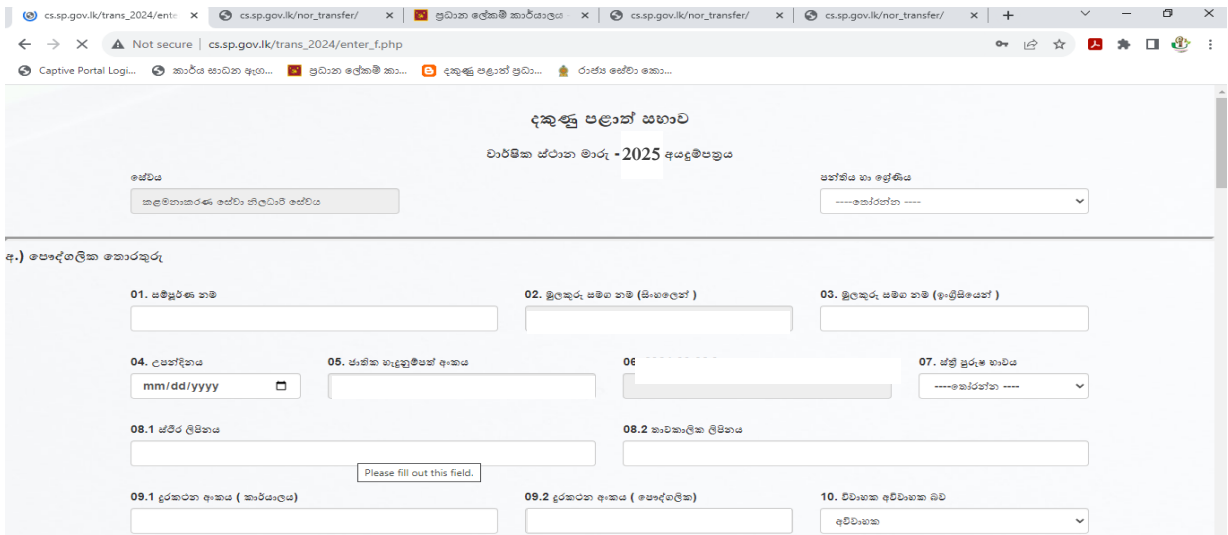 cs.sp.gov.lk/trans_2024/ente
cs.sp.gov.lk/nor_transfer/
ප්‍රධාන ලේකම් කාර්යාලය -
cs.sp.gov.lk/nor_transfer/
cs.sp.gov.lk/nor_transfer/
Not secure | cs.sp.gov.lk/trans_2024/enter_f.php
Captive Portal Logi...
කාර්ය සාධන ඇග...
ප්‍රධාන ලේකම් කා...
දකුණු පළාත් ප්‍රධා...
රාජ්‍ය සේවා කො...
දකුණු පළාත් සභාව
වාර්ෂික ස්ථාන මාරු - 2025 අයදුම්පත්‍රය
සේවය
පන්තිය හා ශ්‍රේණිය
කළමනාකරණ සේවා නිලධාරී සේවය
----තෝරන්න ----
අ.) පෞද්ගලික තොරතුරු
01. සම්පූර්ණ නම
02. මුලකුරු සමග නම (සිංහලෙන් )
03. මුලකුරු සමග නම (ඉංග්‍රීසියෙන් )
04. උපන්දිනය
05. ජාතික හැඳුනුම්පත් අංකය
06
07. ස්ත්‍රී පුරුෂ භාවය
mm/dd/yyyy
----තෝරන්න ----
08.1 ස්ථිර ලිපිනය
08.2 තාවකාලික ලිපිනය
Please fill out this field.
09.1 දුරකථන අංකය ( කාර්යාලය)
09.2 දුරකථන අංකය ( පෞද්ගලික)
10. විවාහක අවිවාහක බව
අවිවාහක